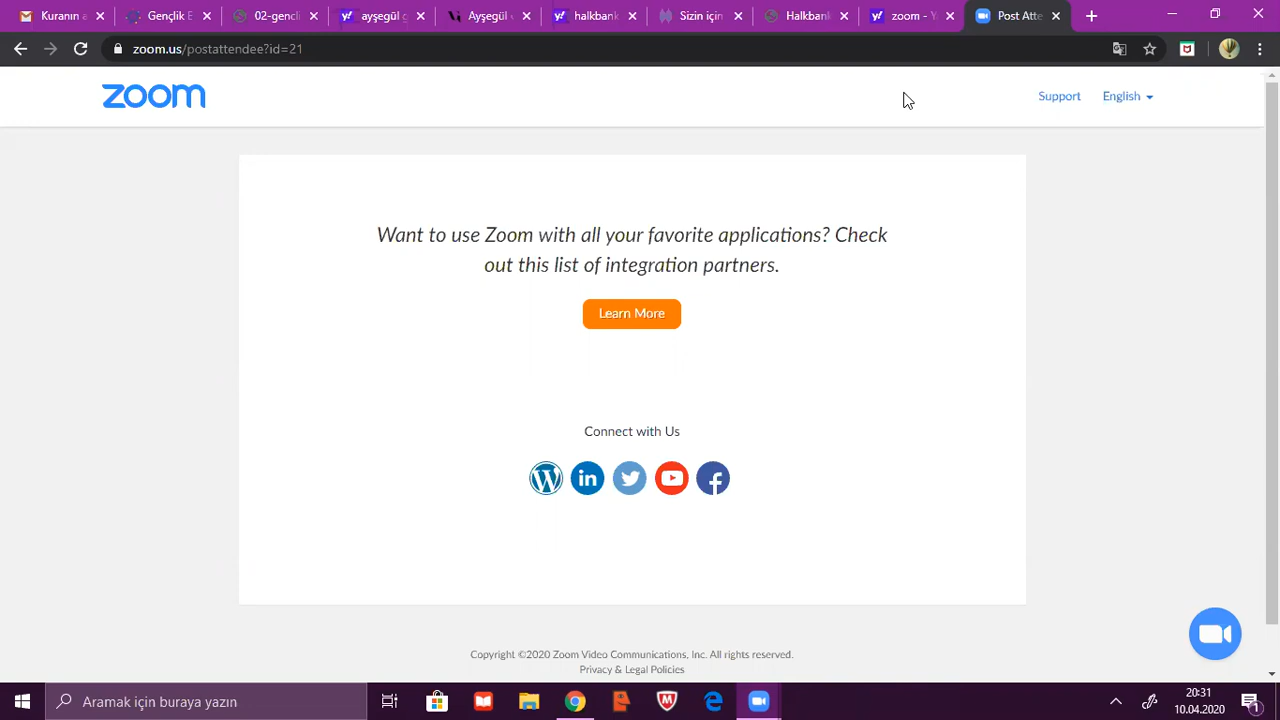 Kuranın a
Gençlik E
02-gencli
ayşegül g
Ayşegül v
halkbank
Sizin için
Halkbank
zoom - Y
Post Atte
zoom.us/postattendee?id=21
zoom
Support
English
Want to use Zoom with all your favorite applications? Check
out this list of integration partners.
Learn More
Connect with Us
Copyright ©2020 Zoom Video Communications, Inc. All rights reserved.
Privacy & Legal Policies
Aramak için buraya yazın
20:31
10.04.2020
1